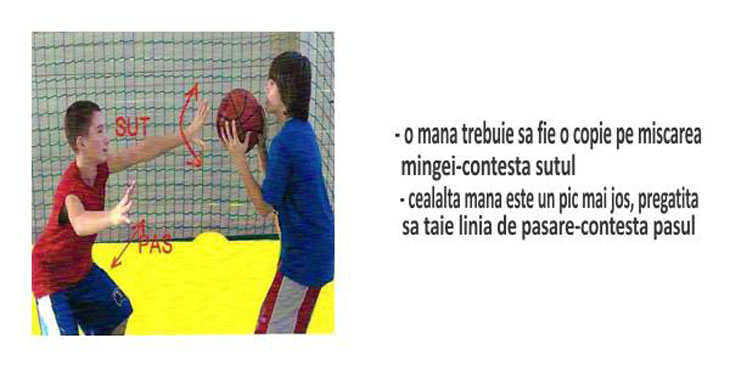 SUT
PAS
- o mana trebuie sa fie o copie pe miscarea
mingei-contesta sutul
- cealalta mana este un pic mai jos, pregatita
sa taie linia de pasare-contesta pasul